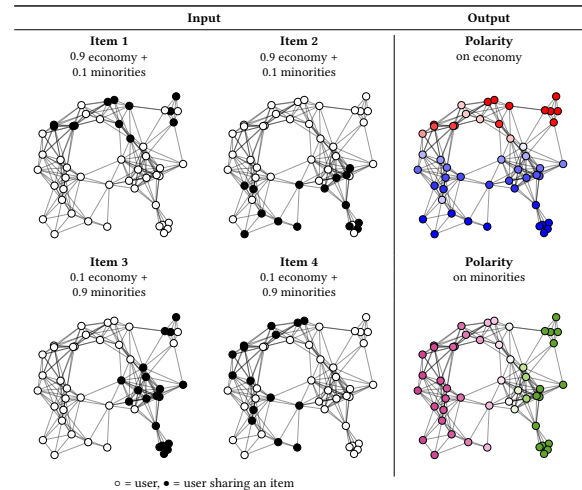 Input Output
Item 1 Item 2 Polarity
0.9 economy + 0.9 economy + on economy
0.1 minorities 0.1 minorities
Item 3 Item 4 Polarity
0.1 economy + 0.1 economy + on minorities
0.9 minorities 0.9 minorities
○ = user, ● = user sharing an item